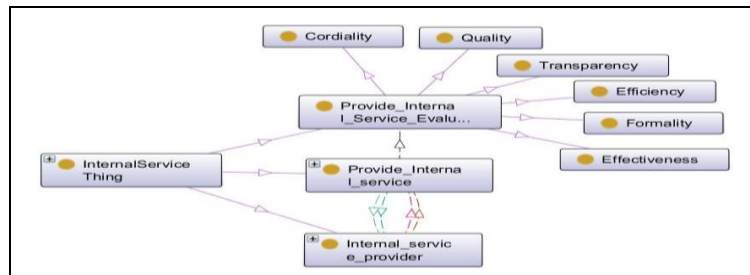 Cordiality
Quality
Transparency
Efficiency
Formality
Effectiveness
Provide_Interna
l_Service_Evalu...
InternalService
Thing
Provide_Interna
l_service
Internal_servic
e_provider